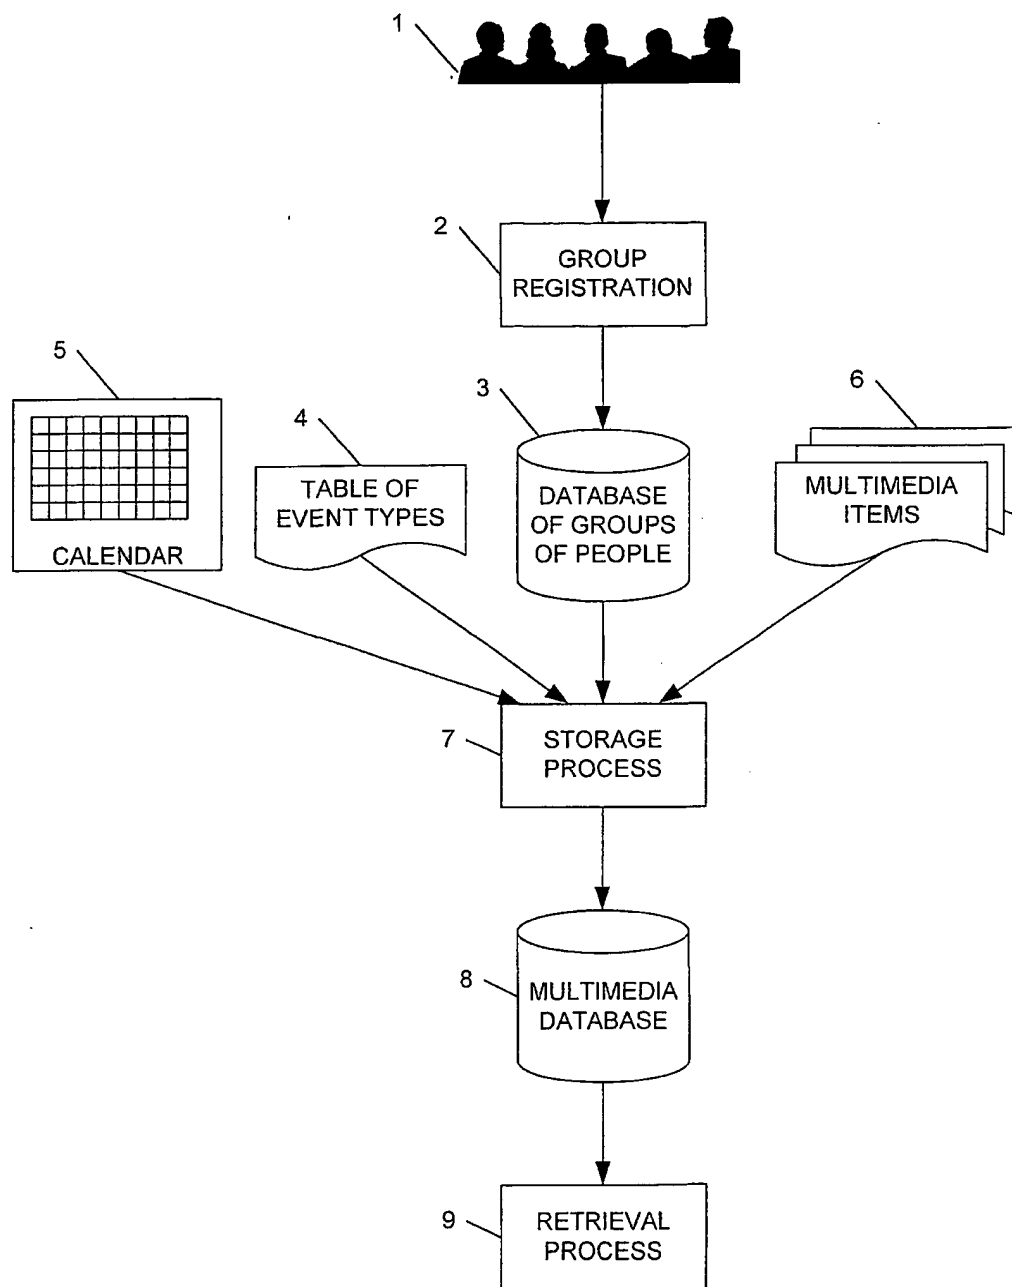 1
2
GROUP
REGISTRATION
5
4
3
6
CALENDAR
TABLE OF
EVENT TYPES
DATABASE
OF GROUPS
OF PEOPLE
MULTIMEDIA
ITEMS
7
STORAGE
PROCESS
8
MULTIMEDIA
DATABASE
9
RETRIEVAL
PROCESS